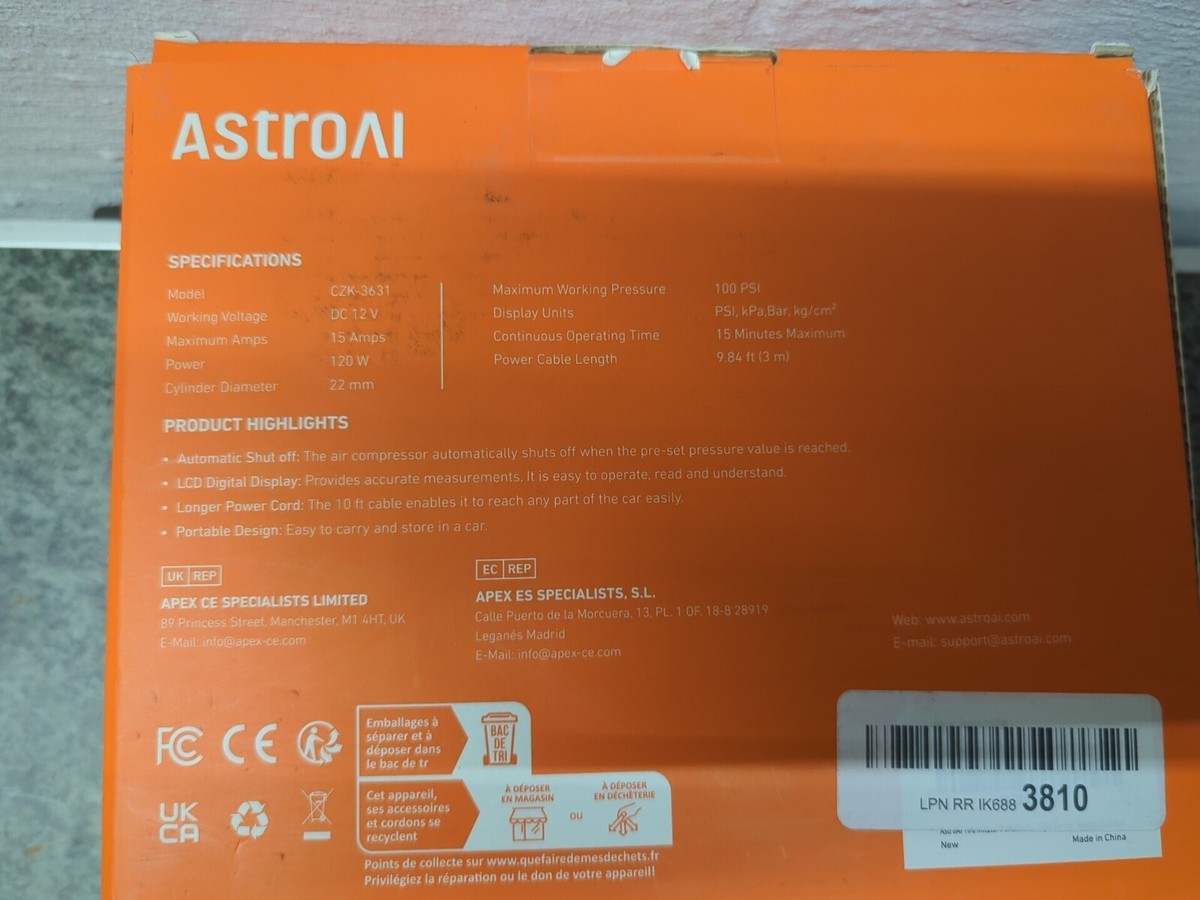 AstroAI
SPECIFICATIONS
Model CZK-3631
Working Voltage DC 12 V
Maximum Amps 15 Amps
Power 120 W
Cylinder Diameter 22 mm
Maximum Working Pressure 100 PSI
Display Units PSI, kPa,Bar, kg/cm²
Continuous Operating Time 15 Minutes Maximum
Power Cable Length 9.84 ft (3 m)
PRODUCT HIGHLIGHTS
• Automatic Shut off: The air compressor automatically shuts off when the pre-set pressure value is reached.
• LCD Digital Display: Provides accurate measurements. It is easy to operate, read and understand.
• Longer Power Cord: The 10 ft cable enables it to reach any part of the car easily.
• Portable Design: Easy to carry and store in a car.
UK REP
APEX CE SPECIALISTS LIMITED
89 Princess Street, Manchester, M1 4HT, UK
E-Mail: info@apex-ce.com
EC REP
APEX ES SPECIALISTS, S.L.
Calle Puerto de la Morcuera, 13, PL. 1 OF. 18-8 28919
Leganés Madrid
E-Mail: info@apex-ce.com
Web: www.astroai.com
E-mail: support@astroai.com
FC CE
UK
CA
Emballages à
séparer et à
déposer dans
le bac de tr
BAC
DE
TRI
Cet appareil,
ses accessoires
et cordons se
recyclent
À DÉPOSER
EN MAGASIN
OU
À DÉPOSER
EN DÉCHÈTERIE
Points de collecte sur www.quefairedemesdechets.fr
Privilégiez la réparation ou le don de votre appareil!
LPN RR IK688 3810
New
Made in China